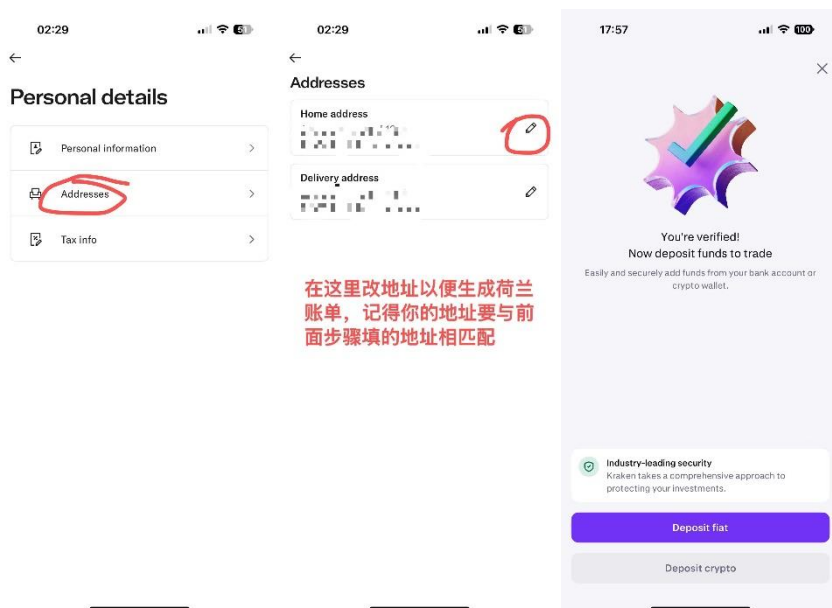 02:29
51
Personal details
Personal information
Addresses
Tax info
02:29
51
Addresses
Home address
Delivery address
在这里改地址以便生成荷兰
账单，记得你的地址要与前
面步骤填的地址相匹配
17:57
100
You're verified!
Now deposit funds to trade
Easily and securely add funds from your bank account or
crypto wallet.
Industry-leading security
Kraken takes a comprehensive approach to
protecting your investments.
Deposit fiat
Deposit crypto